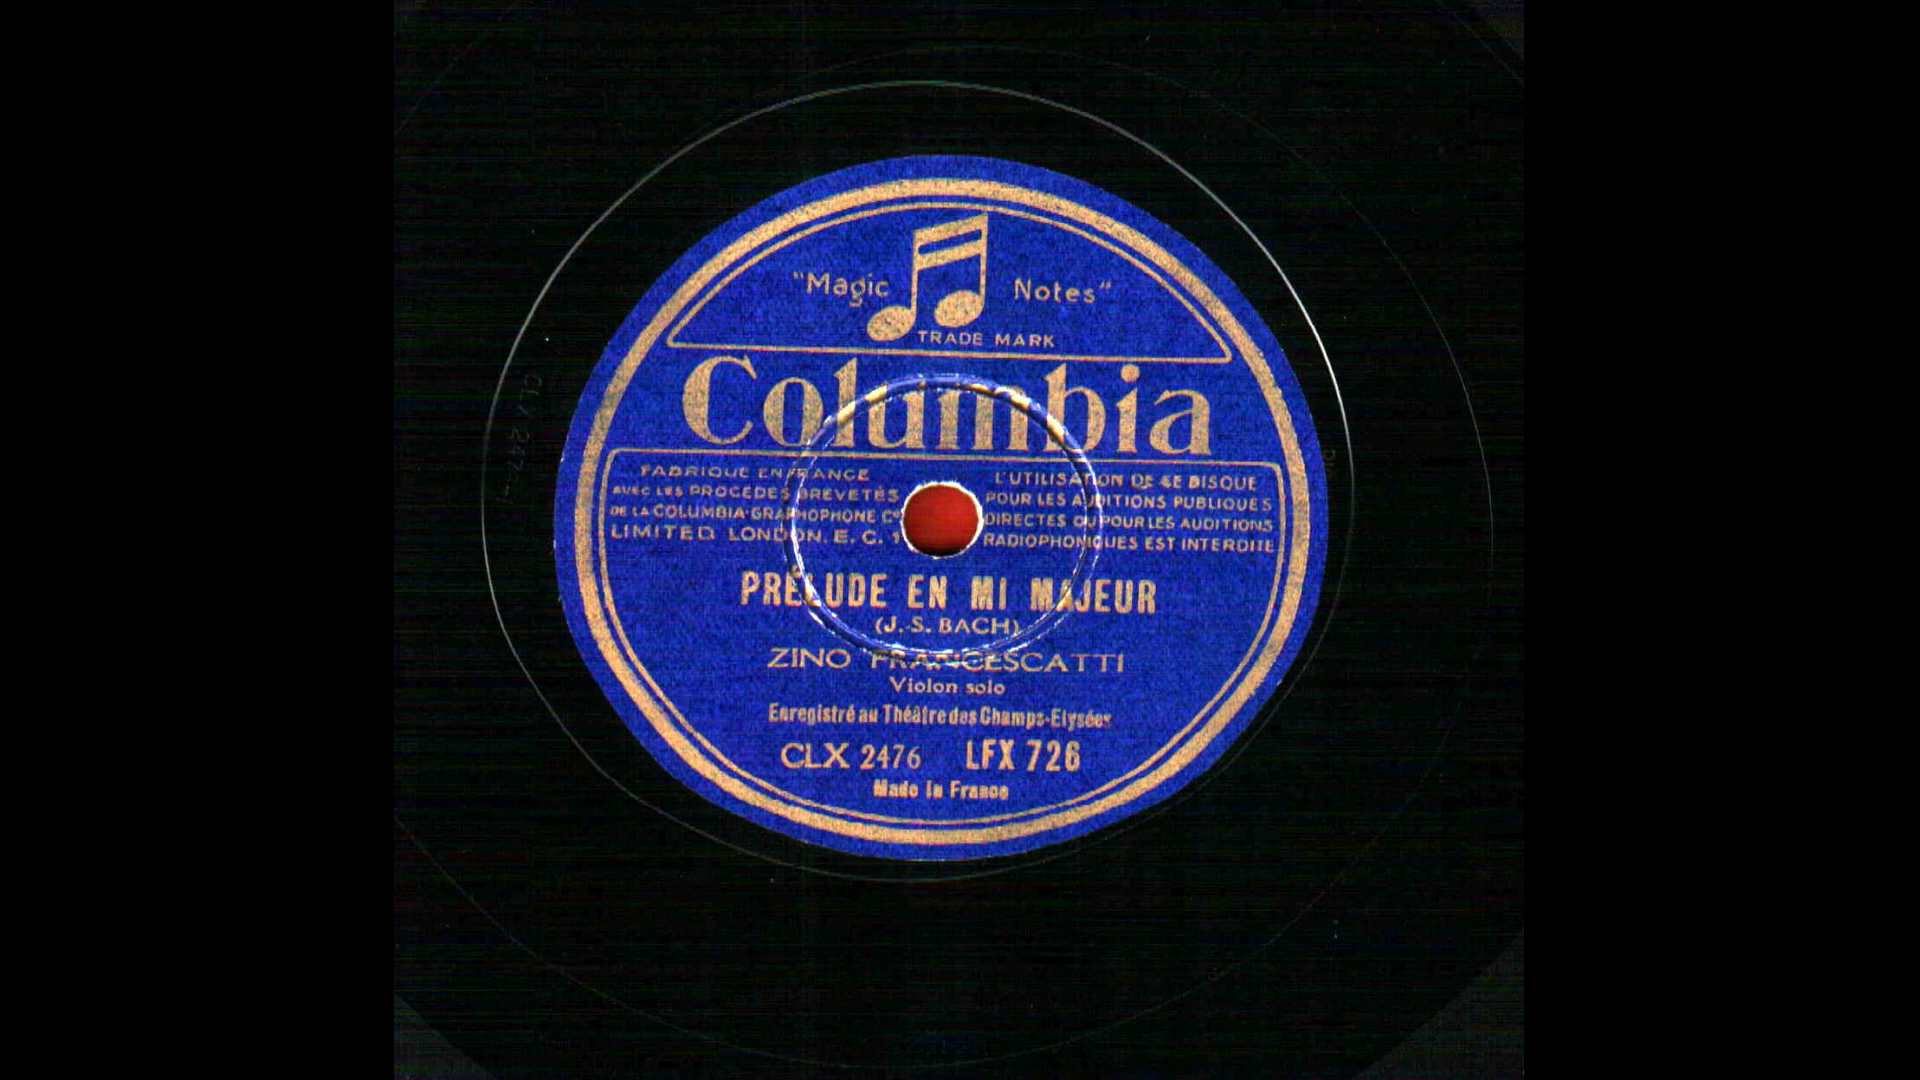 "Magic Notes"
TRADE MARK
Columbia
FABRIQUE EN FRANCE
AVEC LES PROCEDES BREVETÉS
DE LA COLUMBIA GRAPHOPHONE Cº
LIMITED LONDON. E. C. 1
L'UTILISATION DE CE DISQUE
POUR LES AUDITIONS PUBLIQUES
DIRECTES OU POUR LES AUDITIONS
RADIOPHONIQUES EST INTERDITE
PRÉLUDE EN MI MAJEUR
(J.-S. BACH)
ZINO FRANCESCATTI
Violon solo
Enregistré au Théâtre des Champs-Elysées
CLX 2476 LFX 726
Made in France